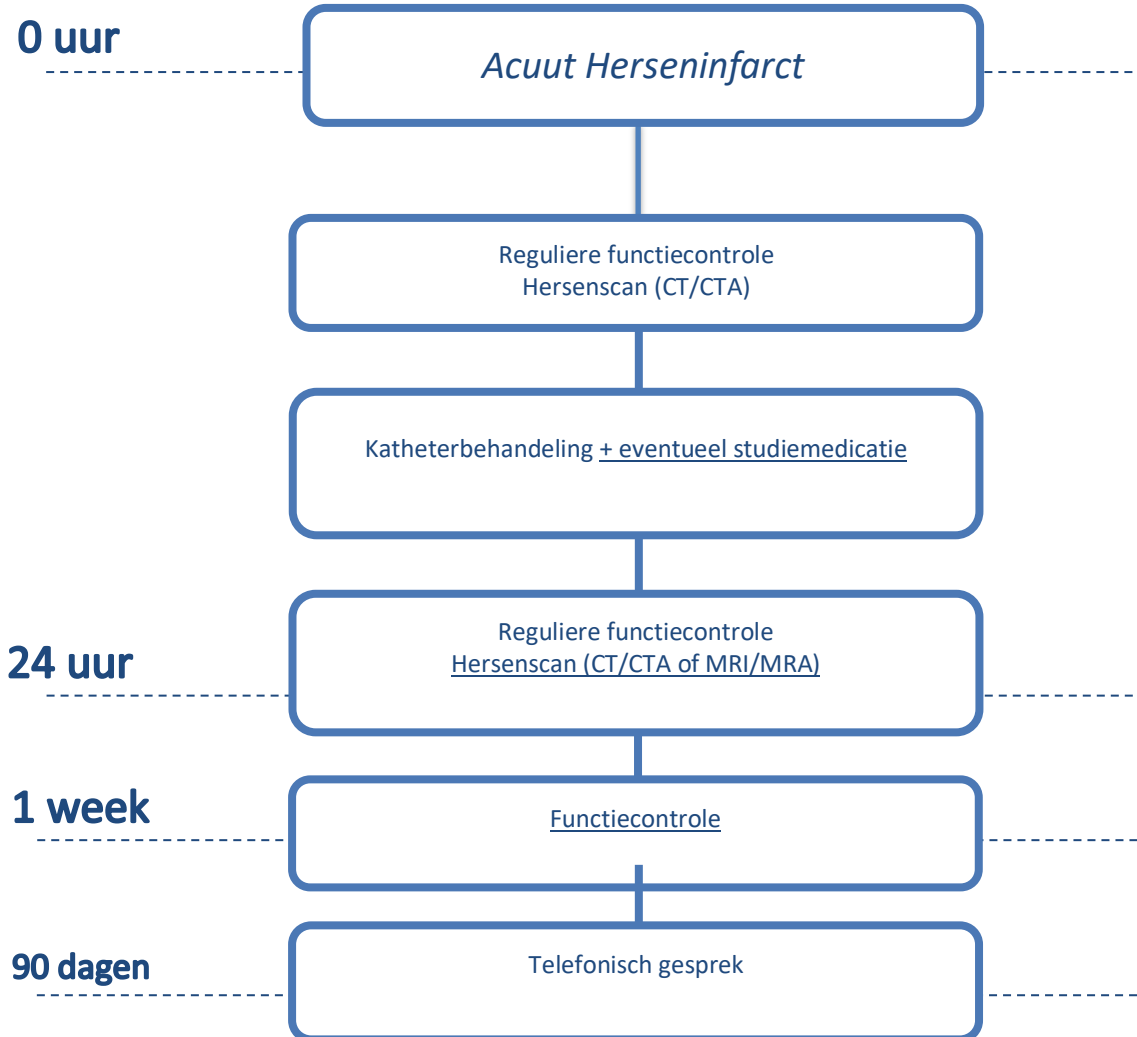 0 uur
Acuut Herseninfarct
Reguliere functiecontrole
Hersenscan (CT/CTA)
Katheterbehandeling + eventueel studiemedicatie
24 uur
Reguliere functiecontrole
Hersenscan (CT/CTA of MRI/MRA)
1 week
Functiecontrole
90 dagen
Telefonisch gesprek